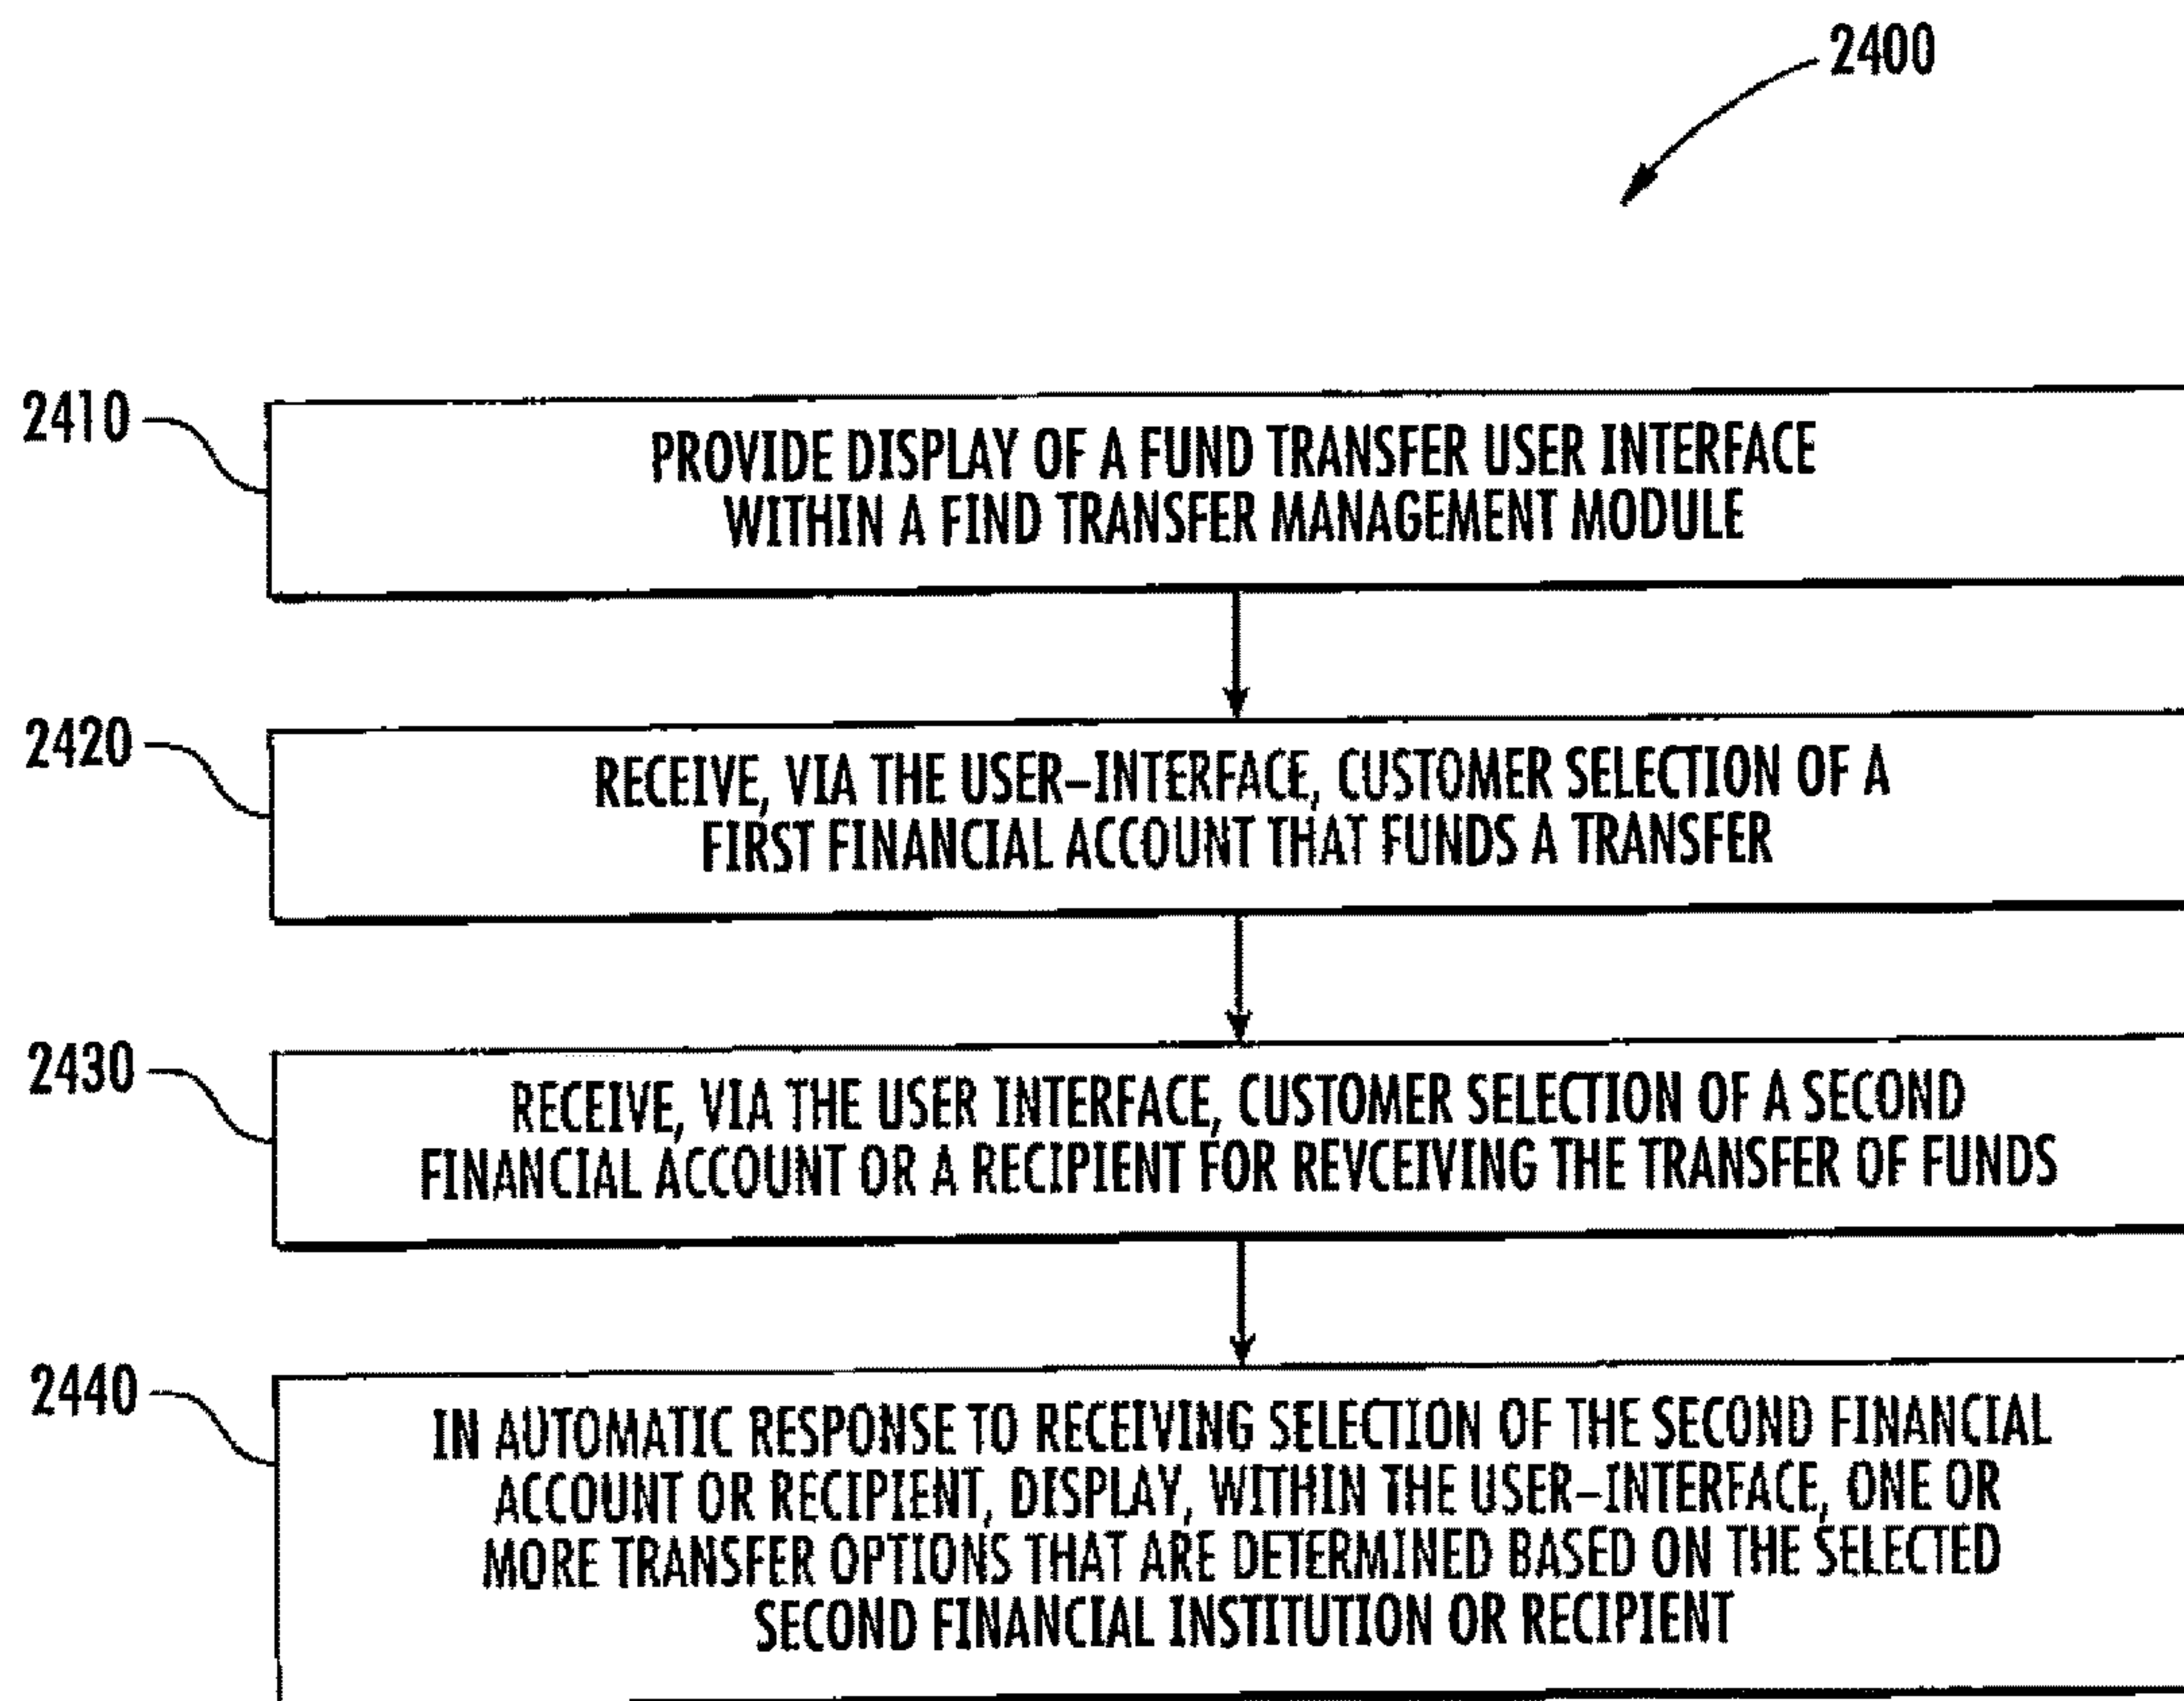 2400
2410
PROVIDE DISPLAY OF A FUND TRANSFER USER INTERFACE
WITHIN A FIND TRANSFER MANAGEMENT MODULE
2420
RECEIVE, VIA THE USER-INTERFACE, CUSTOMER SELECTION OF A
FIRST FINANCIAL ACCOUNT THAT FUNDS A TRANSFER
2430
RECEIVE, VIA THE USER INTERFACE, CUSTOMER SELECTION OF A SECOND
FINANCIAL ACCOUNT OR A RECIPIENT FOR REVCEIVING THE TRANSFER OF FUNDS
2440
IN AUTOMATIC RESPONSE TO RECEIVING SELECTION OF THE SECOND FINANCIAL
ACCOUNT OR RECIPIENT, DISPLAY, WITHIN THE USER-INTERFACE, ONE OR
MORE TRANSFER OPTIONS THAT ARE DETERMINED BASED ON THE SELECTED
SECOND FINANCIAL INSTITUTION OR RECIPIENT